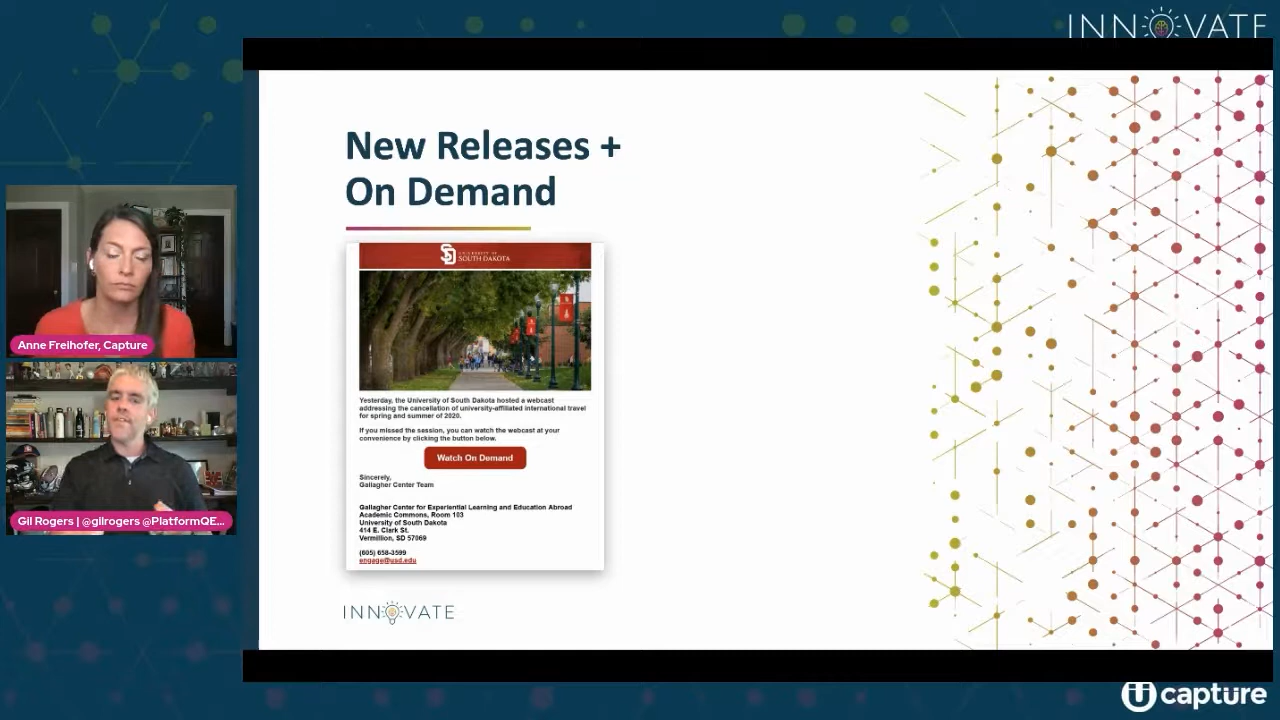 INNOVATE
New Releases +
On Demand
UNIVERSITY OF
SOUTH DAKOTA
Yesterday, the University of South Dakota hosted a webcast
addressing the cancellation of university-affiliated international travel
for spring and summer of 2020.
If you missed the session, you can watch the webcast at your
convenience by clicking the button below.
Watch On Demand
Sincerely,
Gallagher Center Team
Gallagher Center for Experiential Learning and Education Abroad
Academic Commons, Room 103
University of South Dakota
414 E. Clark St.
Vermillion, SD 57069
(605) 658-3599
engage@usd.edu
INNOVATE
Anne Freihofer, Capture
Gil Rogers | @gilrogers @PlatformQE...
capture